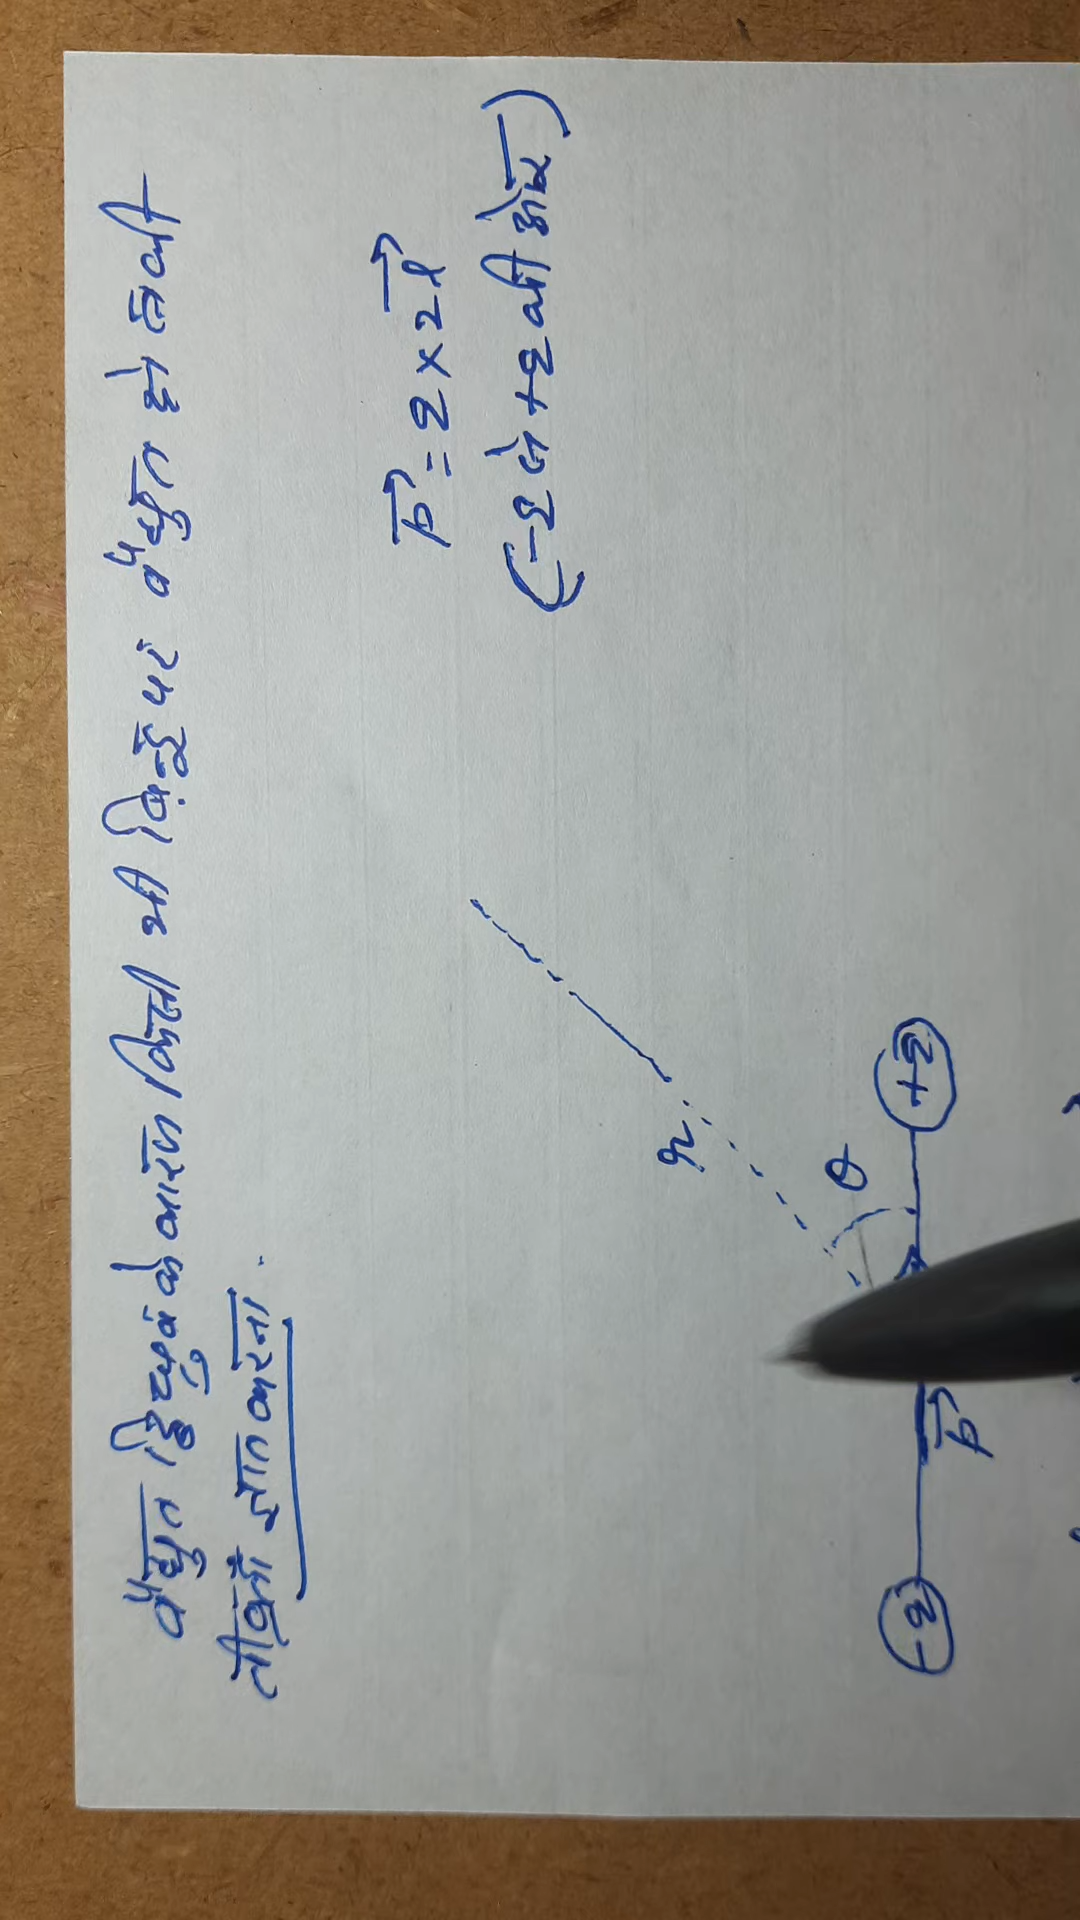 वैद्युत द्विध्रुव के कारण किसी भी बिन्दु पर वैद्युत क्षेत्र की
तीव्रता ज्ञात करना .
p⃗ = q × 2l⃗
(-q से +q की ओर)
r
θ
-q
p⃗
+q